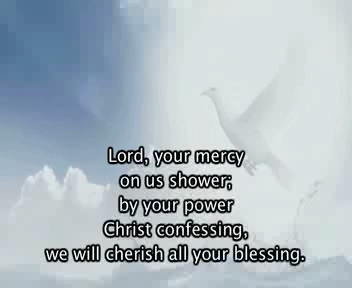 Lord, your mercy
on us shower;
by your power
Christ confessing,
we will cherish all your blessing.